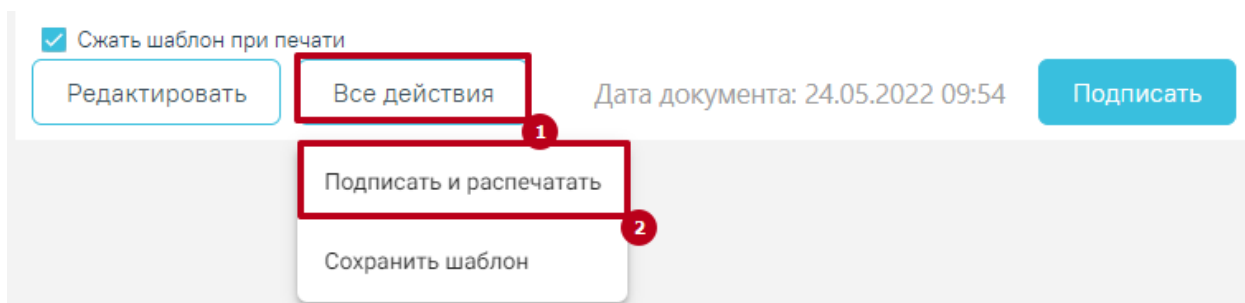 Сжать шаблон при печати
Редактировать Все действия Дата документа: 24.05.2022 09:54 Подписать
1
Подписать и распечатать
2
Сохранить шаблон